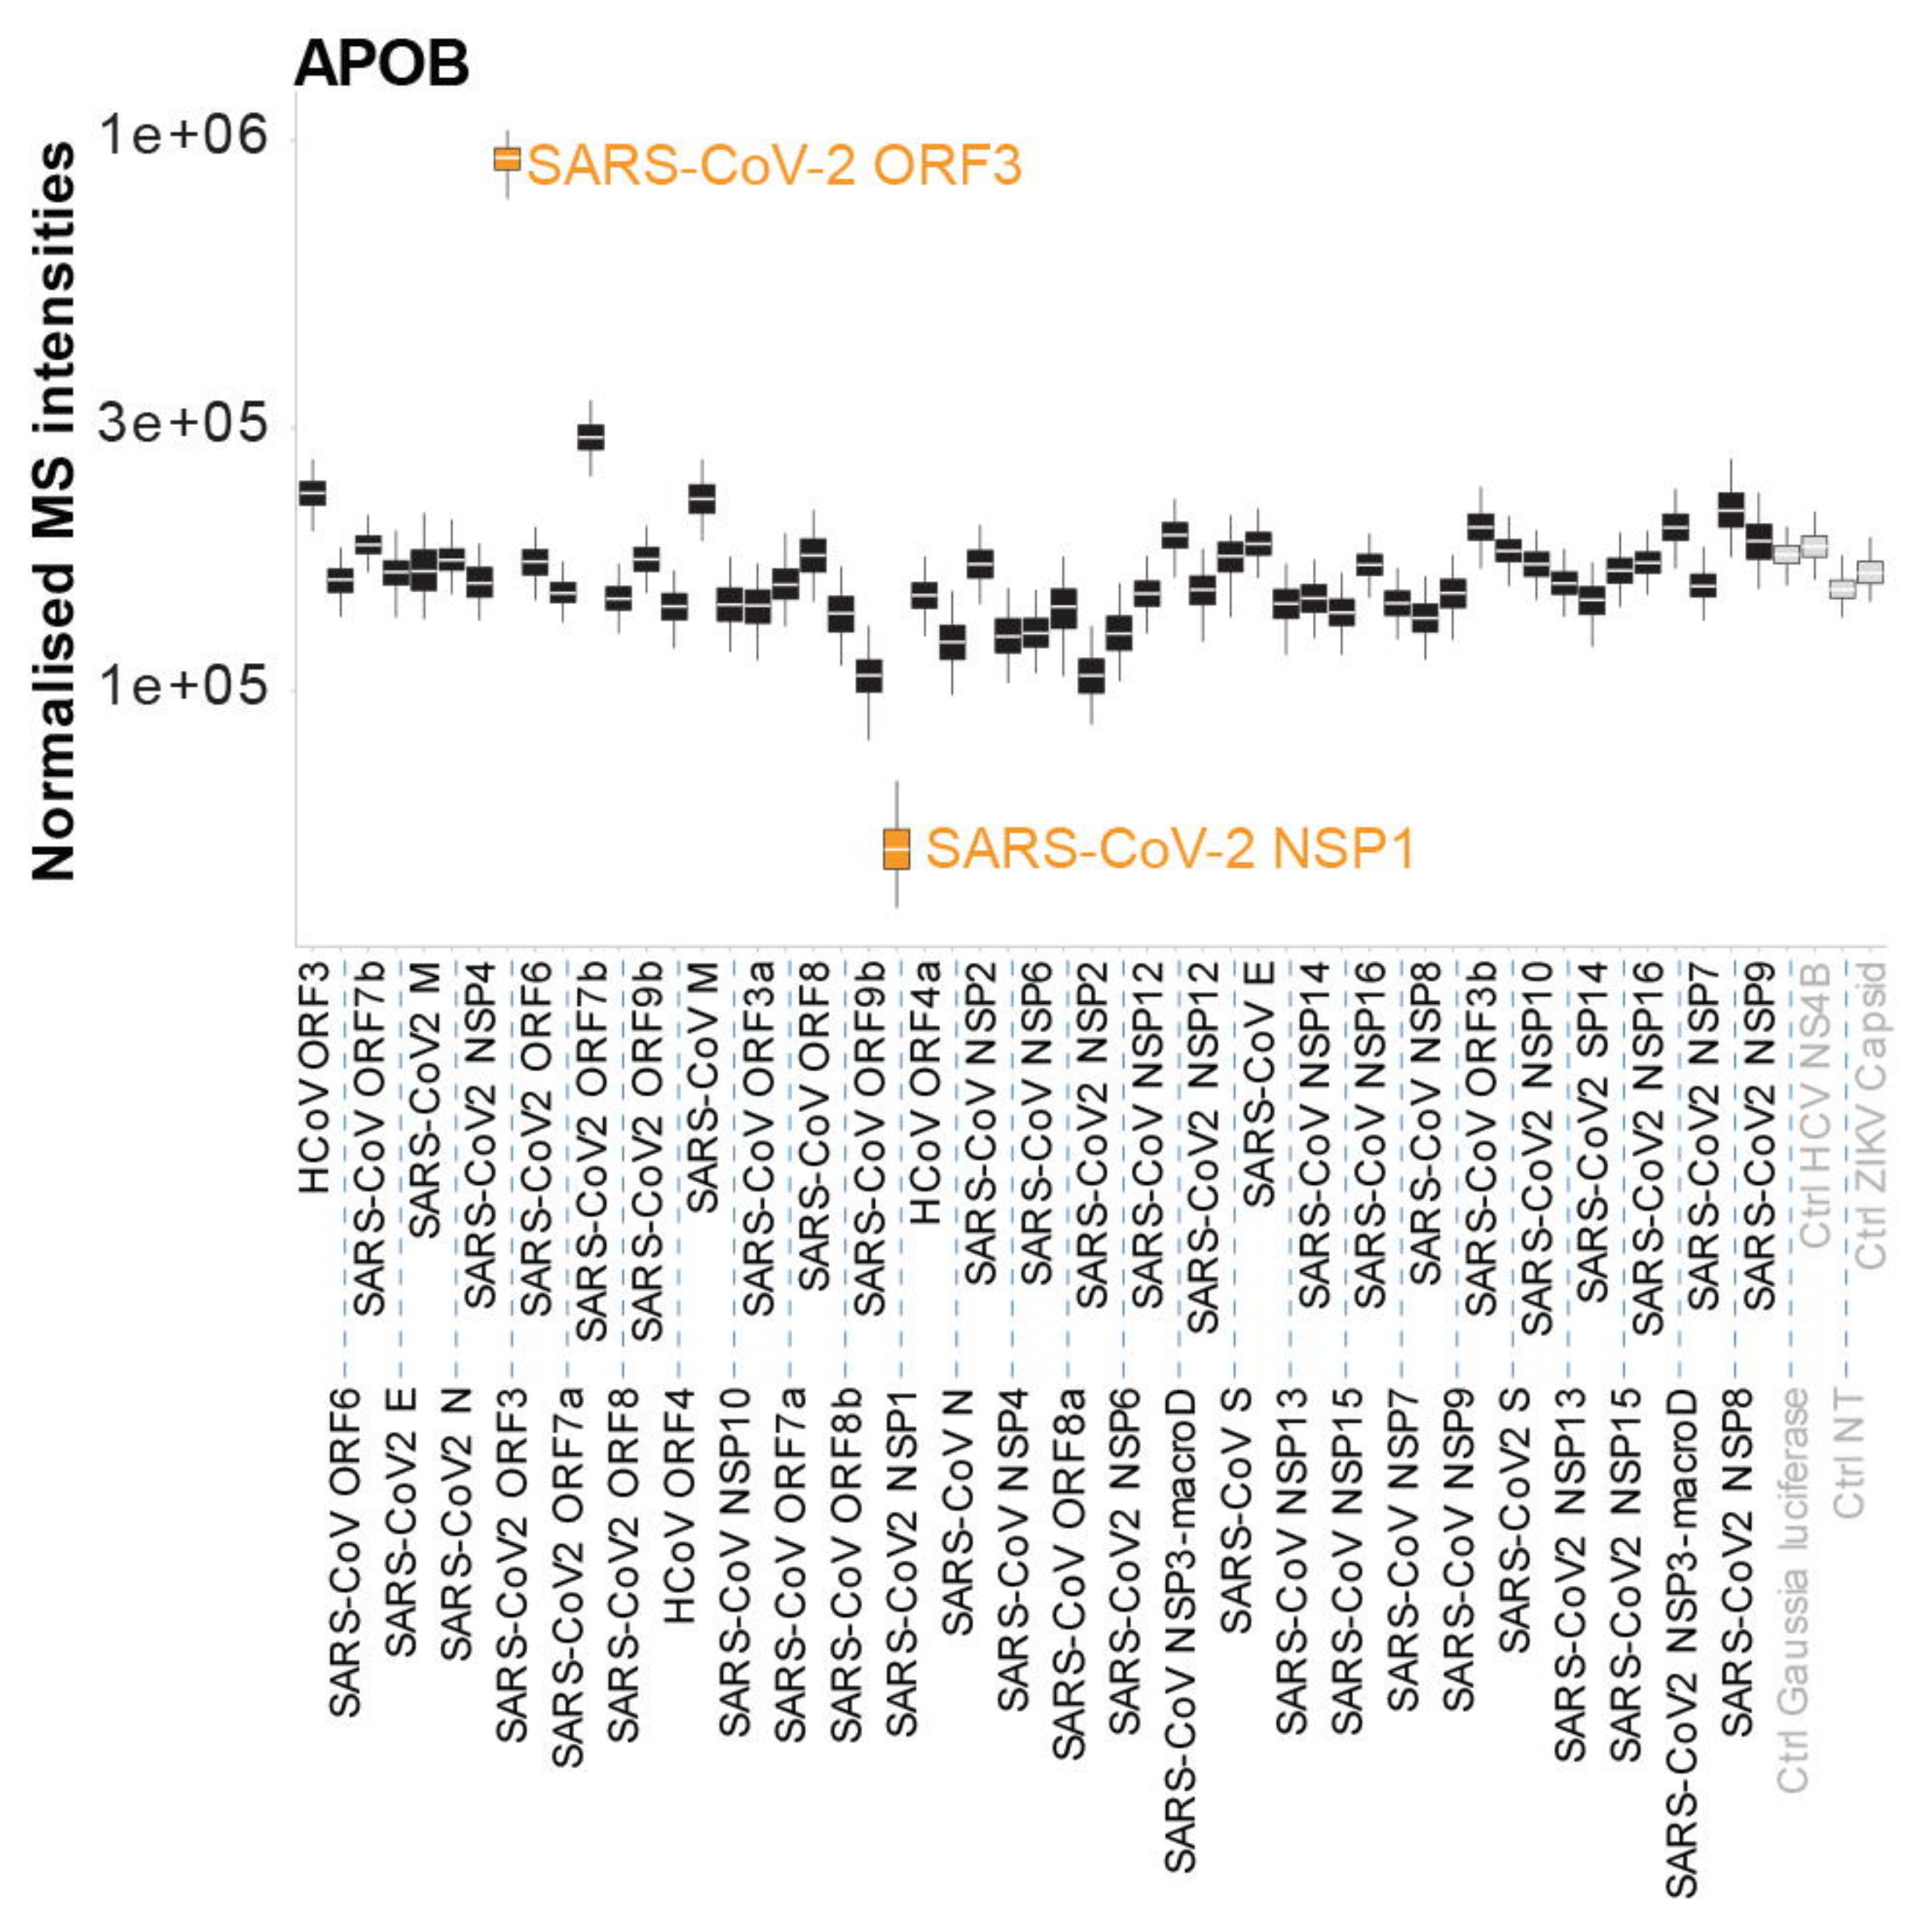 APOB
Normalised MS intensities
1e+06
3e+05
1e+05
SARS-CoV-2 ORF3
SARS-CoV-2 NSP1
HCoV ORF3
SARS-CoV ORF6
SARS-CoV ORF7b
SARS-CoV2 E
SARS-CoV2 M
SARS-CoV2 N
SARS-CoV2 NSP4
SARS-CoV2 ORF3
SARS-CoV2 ORF6
SARS-CoV2 ORF7a
SARS-CoV2 ORF7b
SARS-CoV2 ORF8
SARS-CoV2 ORF9b
HCoV ORF4
SARS-CoV M
SARS-CoV NSP10
SARS-CoV ORF3a
SARS-CoV ORF7a
SARS-CoV ORF8
SARS-CoV ORF8b
SARS-CoV ORF9b
SARS-CoV2 NSP1
HCoV ORF4a
SARS-CoV N
SARS-CoV NSP2
SARS-CoV NSP4
SARS-CoV NSP6
SARS-CoV ORF8a
SARS-CoV2 NSP2
SARS-CoV2 NSP6
SARS-CoV NSP12
SARS-CoV NSP3-macroD
SARS-CoV2 NSP12
SARS-CoV S
SARS-CoV E
SARS-CoV NSP13
SARS-CoV NSP14
SARS-CoV NSP15
SARS-CoV NSP16
SARS-CoV NSP7
SARS-CoV NSP8
SARS-CoV NSP9
SARS-CoV ORF3b
SARS-CoV2 S
SARS-CoV2 NSP10
SARS-CoV2 NSP13
SARS-CoV2 SP14
SARS-CoV2 NSP15
SARS-CoV2 NSP16
SARS-CoV2 NSP3-macroD
SARS-CoV2 NSP7
SARS-CoV2 NSP8
SARS-CoV2 NSP9
Ctrl Gaussia luciferase
Ctrl HCV NS4B
Ctrl NT
Ctrl ZIKV Capsid